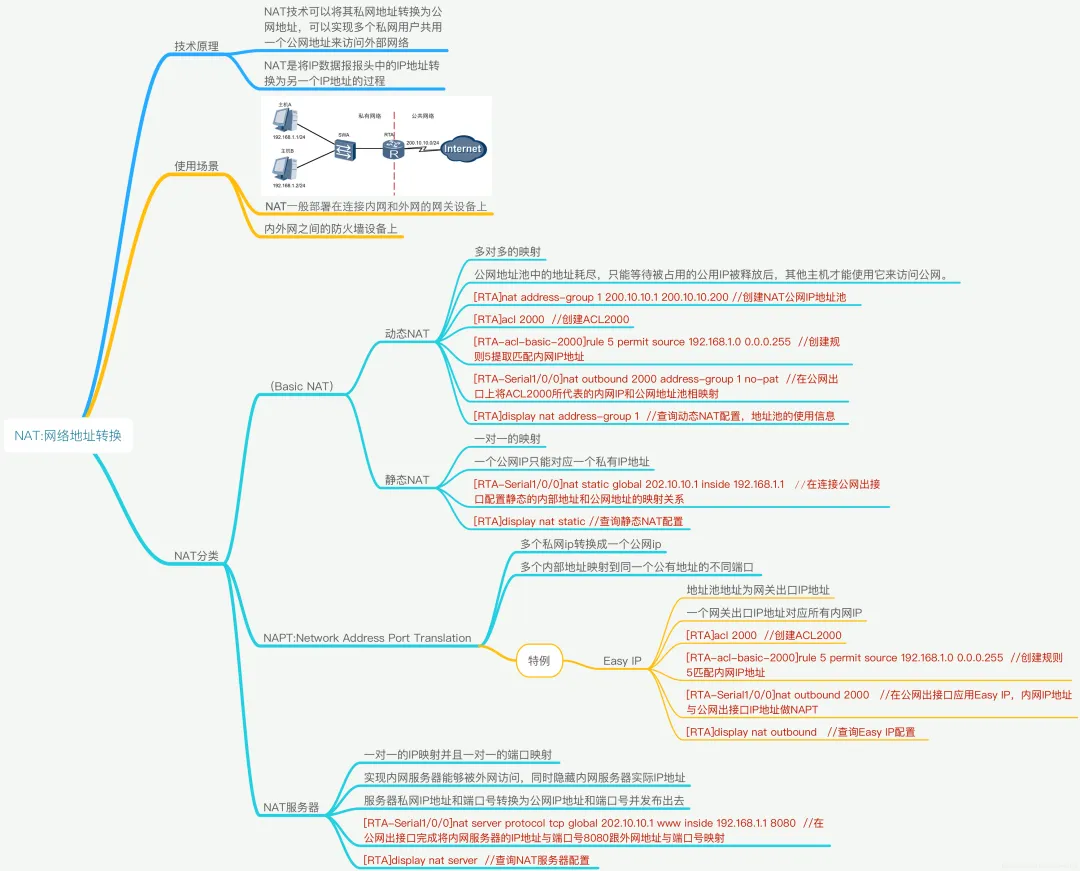 NAT:网络地址转换
技术原理
NAT技术可以将其私网地址转换为公
网地址，可以实现多个私网用户共用
一个公网地址来访问外部网络
NAT是将IP数据报报头中的IP地址转
换为另一个IP地址的过程
使用场景
主机A
192.168.1.1/24
主机B
192.168.1.2/24
SWA
私有网络
公共网络
RTA
R
200.10.10.0/24
Internet
NAT一般部署在连接内网和外网的网关设备上
内外网之间的防火墙设备上
NAT分类
（Basic NAT）
动态NAT
多对多的映射
公网地址池中的地址耗尽，只能等待被占用的公用IP被释放后，其他主机才能使用它来访问公网。
[RTA]nat address-group 1 200.10.10.1 200.10.10.200 //创建NAT公网IP地址池
[RTA]acl 2000 //创建ACL2000
[RTA-acl-basic-2000]rule 5 permit source 192.168.1.0 0.0.0.255 //创建规
则5提取匹配内网IP地址
[RTA-Serial1/0/0]nat outbound 2000 address-group 1 no-pat //在公网出
口上将ACL2000所代表的内网IP和公网地址池相映射
[RTA]display nat address-group 1 //查询动态NAT配置，地址池的使用信息
静态NAT
一对一的映射
一个公网IP只能对应一个私有IP地址
[RTA-Serial1/0/0]nat static global 202.10.10.1 inside 192.168.1.1 //在连接公网出接
口配置静态的内部地址和公网地址的映射关系
[RTA]display nat static //查询静态NAT配置
NAPT:Network Address Port Translation
多个私网ip转换成一个公网ip
多个内部地址映射到同一个公有地址的不同端口
特例
Easy IP
地址池地址为网关出口IP地址
一个网关出口IP地址对应所有内网IP
[RTA]acl 2000 //创建ACL2000
[RTA-acl-basic-2000]rule 5 permit source 192.168.1.0 0.0.0.255 //创建规则
5匹配内网IP地址
[RTA-Serial1/0/0]nat outbound 2000 //在公网出接口应用Easy IP，内网IP地址
与公网出接口IP地址做NAPT
[RTA]display nat outbound //查询Easy IP配置
NAT服务器
一对一的IP映射并且一对一的端口映射
实现内网服务器能够被外网访问，同时隐藏内网服务器实际IP地址
服务器私网IP地址和端口号转换为公网IP地址和端口号并发布出去
[RTA-Serial1/0/0]nat server protocol tcp global 202.10.10.1 www inside 192.168.1.1 8080 //在
公网出接口完成将内网服务器的IP地址与端口号8080跟外网地址与端口号映射
[RTA]display nat server //查询NAT服务器配置